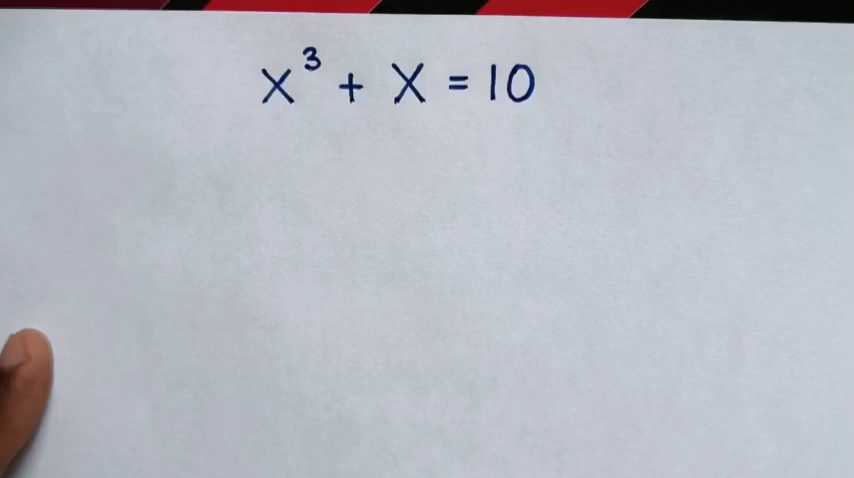 x³ + x = 10